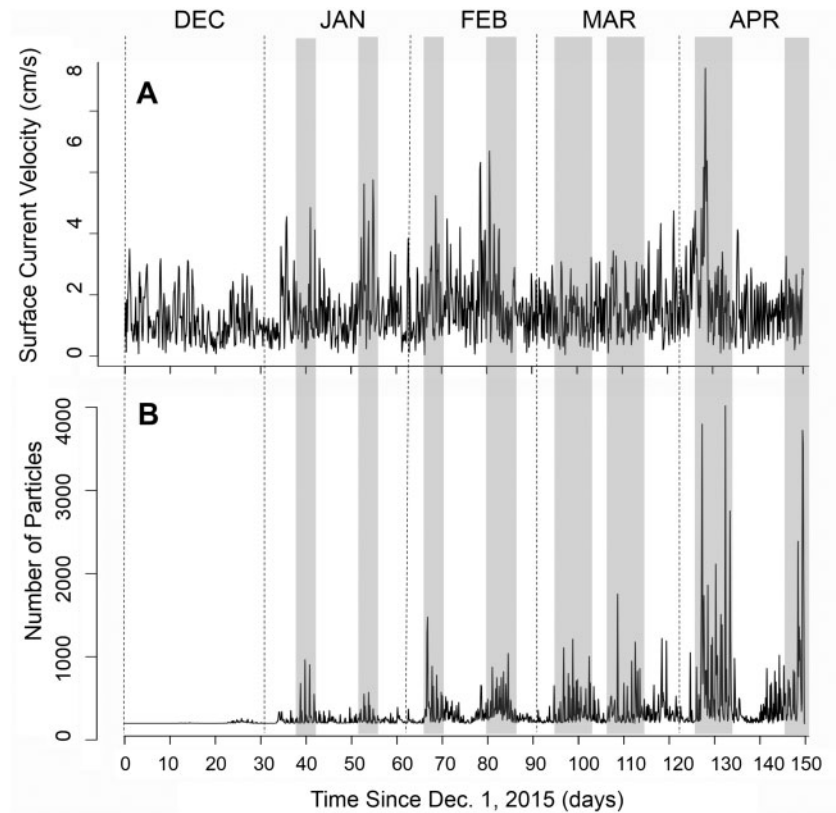 DEC JAN FEB MAR APR
A
Surface Current Velocity (cm/s)
8
6
4
2
0
B
Number of Particles
4000
3000
2000
1000
0
0 10 20 30 40 50 60 70 80 90 100 110 120 130 140 150
Time Since Dec. 1, 2015 (days)